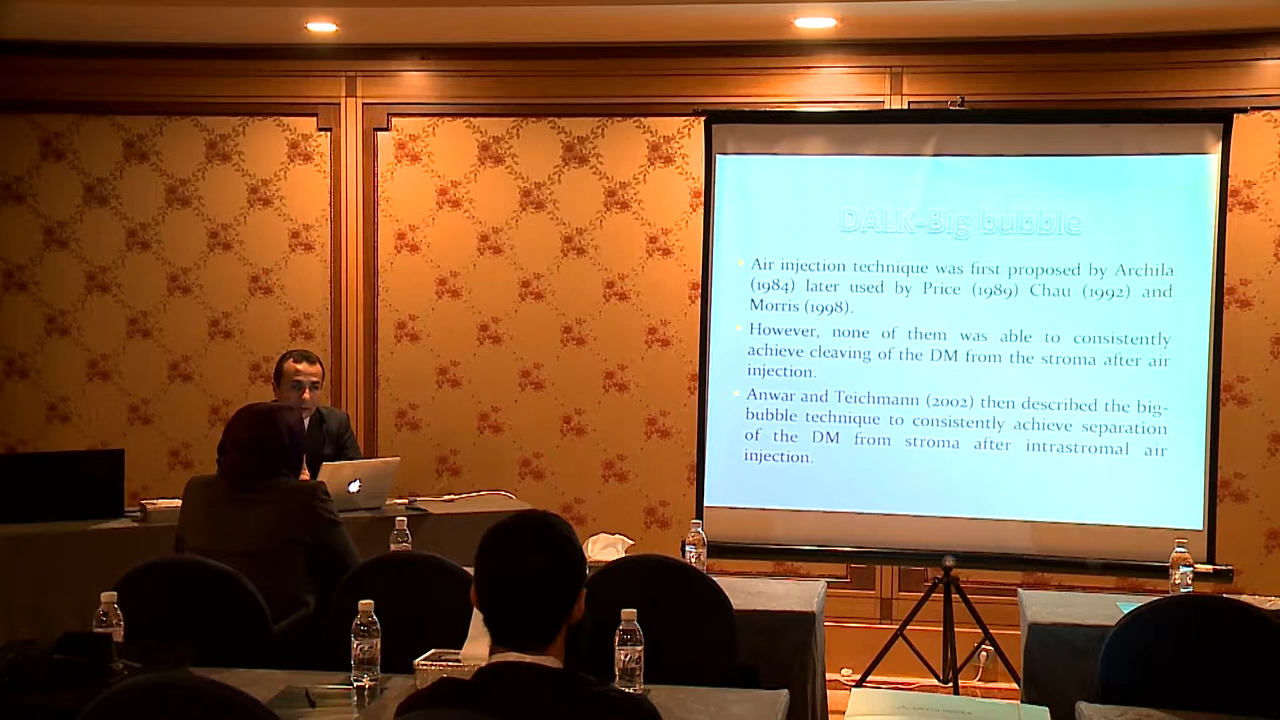 DALK-Big bubble
Air injection technique was first proposed by Archila
(1984) later used by Price (1989) Chau (1992) and
Morris (1998).
However, none of them was able to consistently
achieve cleaving of the DM from the stroma after air
injection.
Anwar and Teichmann (2002) then described the big-
bubble technique to consistently achieve separation
of the DM from stroma after intrastromal air
injection.